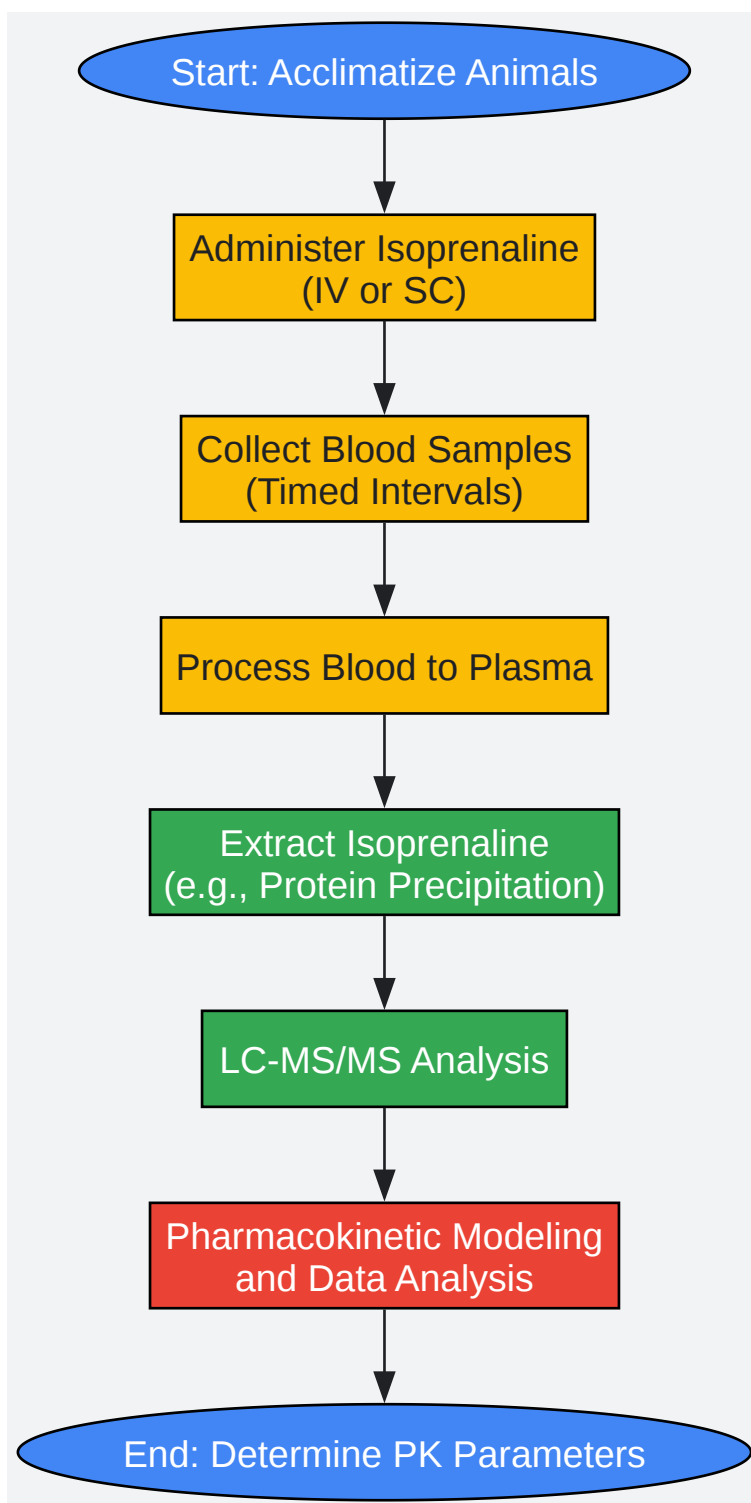 Start: Acclimatize Animals
Administer Isoprenaline
(IV or SC)
Collect Blood Samples
(Timed Intervals)
Process Blood to Plasma
Extract Isoprenaline
(e.g., Protein Precipitation)
LC-MS/MS Analysis
Pharmacokinetic Modeling
and Data Analysis
End: Determine PK Parameters